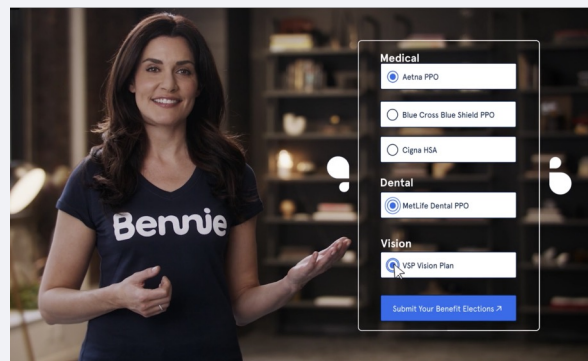 Bennie
Medical
Aetna PPO
Blue Cross Blue Shield PPO
Cigna HSA
Dental
MetLife Dental PPO
Vision
VSP Vision Plan
Submit Your Benefit Elections ↗